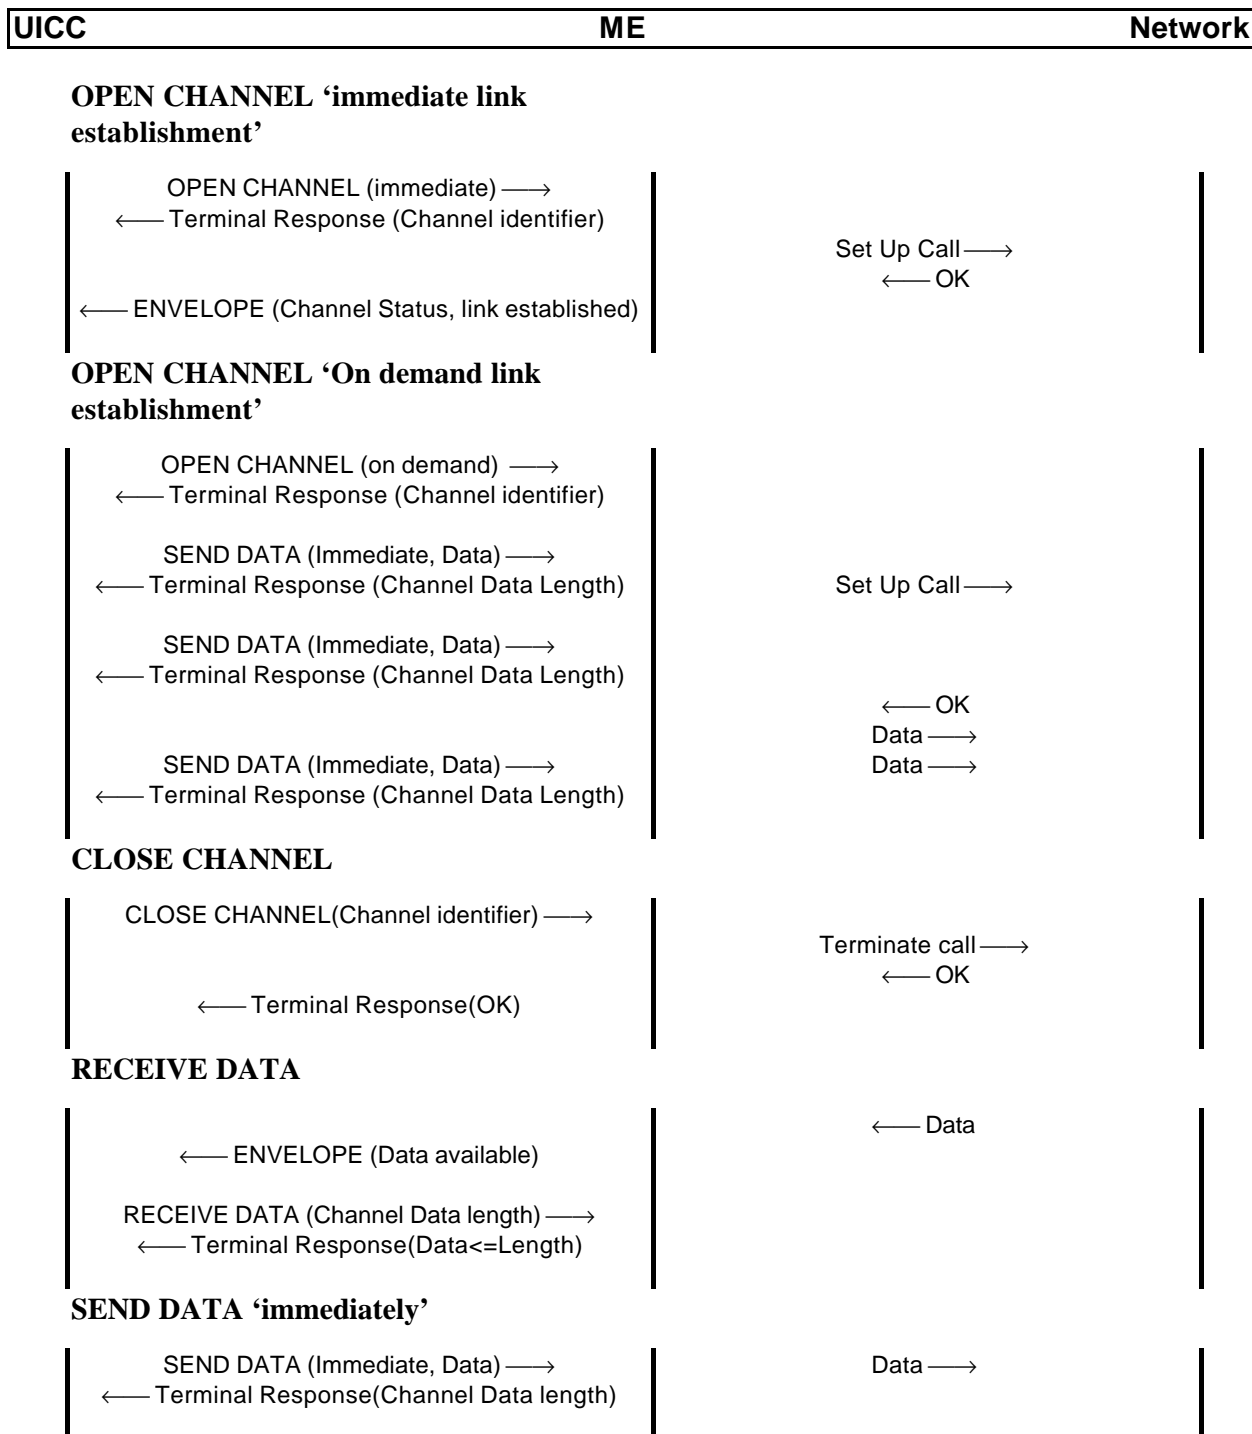 UICC ME Network
OPEN CHANNEL ‘immediate link
establishment’
OPEN CHANNEL (immediate) ⟶
⟵ Terminal Response (Channel identifier)
Set Up Call ⟶
⟵ OK
⟵ ENVELOPE (Channel Status, link established)
OPEN CHANNEL ‘On demand link
establishment’
OPEN CHANNEL (on demand) ⟶
⟵ Terminal Response (Channel identifier)
SEND DATA (Immediate, Data) ⟶
⟵ Terminal Response (Channel Data Length) Set Up Call ⟶
SEND DATA (Immediate, Data) ⟶
⟵ Terminal Response (Channel Data Length)
⟵ OK
Data ⟶
SEND DATA (Immediate, Data) ⟶ Data ⟶
⟵ Terminal Response (Channel Data Length)
CLOSE CHANNEL
CLOSE CHANNEL(Channel identifier) ⟶
Terminate call ⟶
⟵ OK
⟵ Terminal Response(OK)
RECEIVE DATA
⟵ Data
⟵ ENVELOPE (Data available)
RECEIVE DATA (Channel Data length) ⟶
⟵ Terminal Response(Data<=Length)
SEND DATA ‘immediately’
SEND DATA (Immediate, Data) ⟶ Data ⟶
⟵ Terminal Response(Channel Data length)